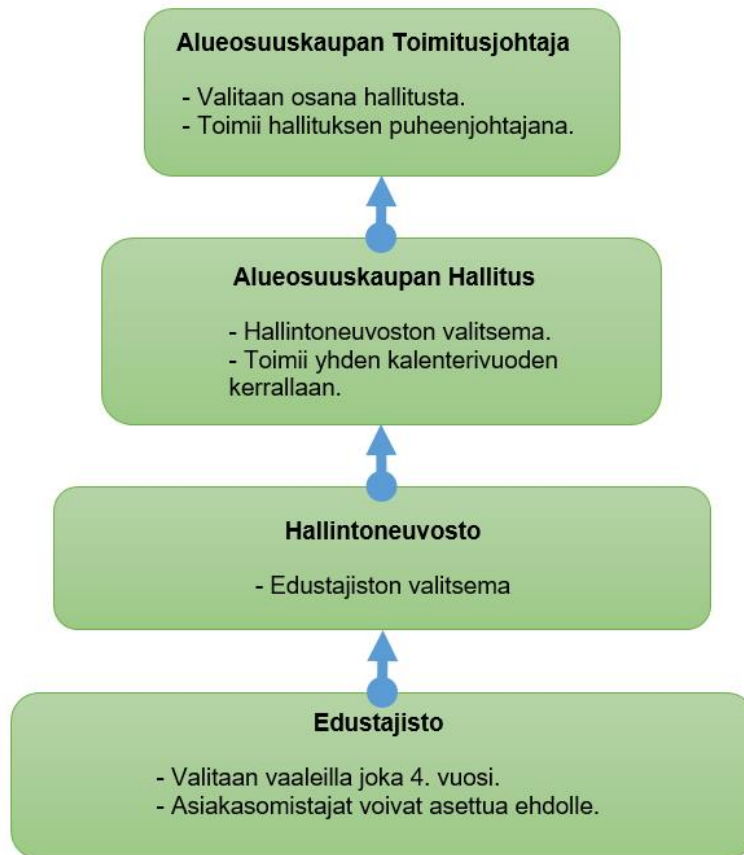 Alueosuuskaupan Toimitusjohtaja
- Valitaan osana hallitusta.
- Toimii hallituksen puheenjohtajana.
Alueosuuskaupan Hallitus
- Hallintoneuvoston valitsema.
- Toimii yhden kalenterivuoden
kerrallaan.
Hallintoneuvosto
- Edustajiston valitsema
Edustajisto
- Valitaan vaaleilla joka 4. vuosi.
- Asiakasomistajat voivat asettua ehdolle.